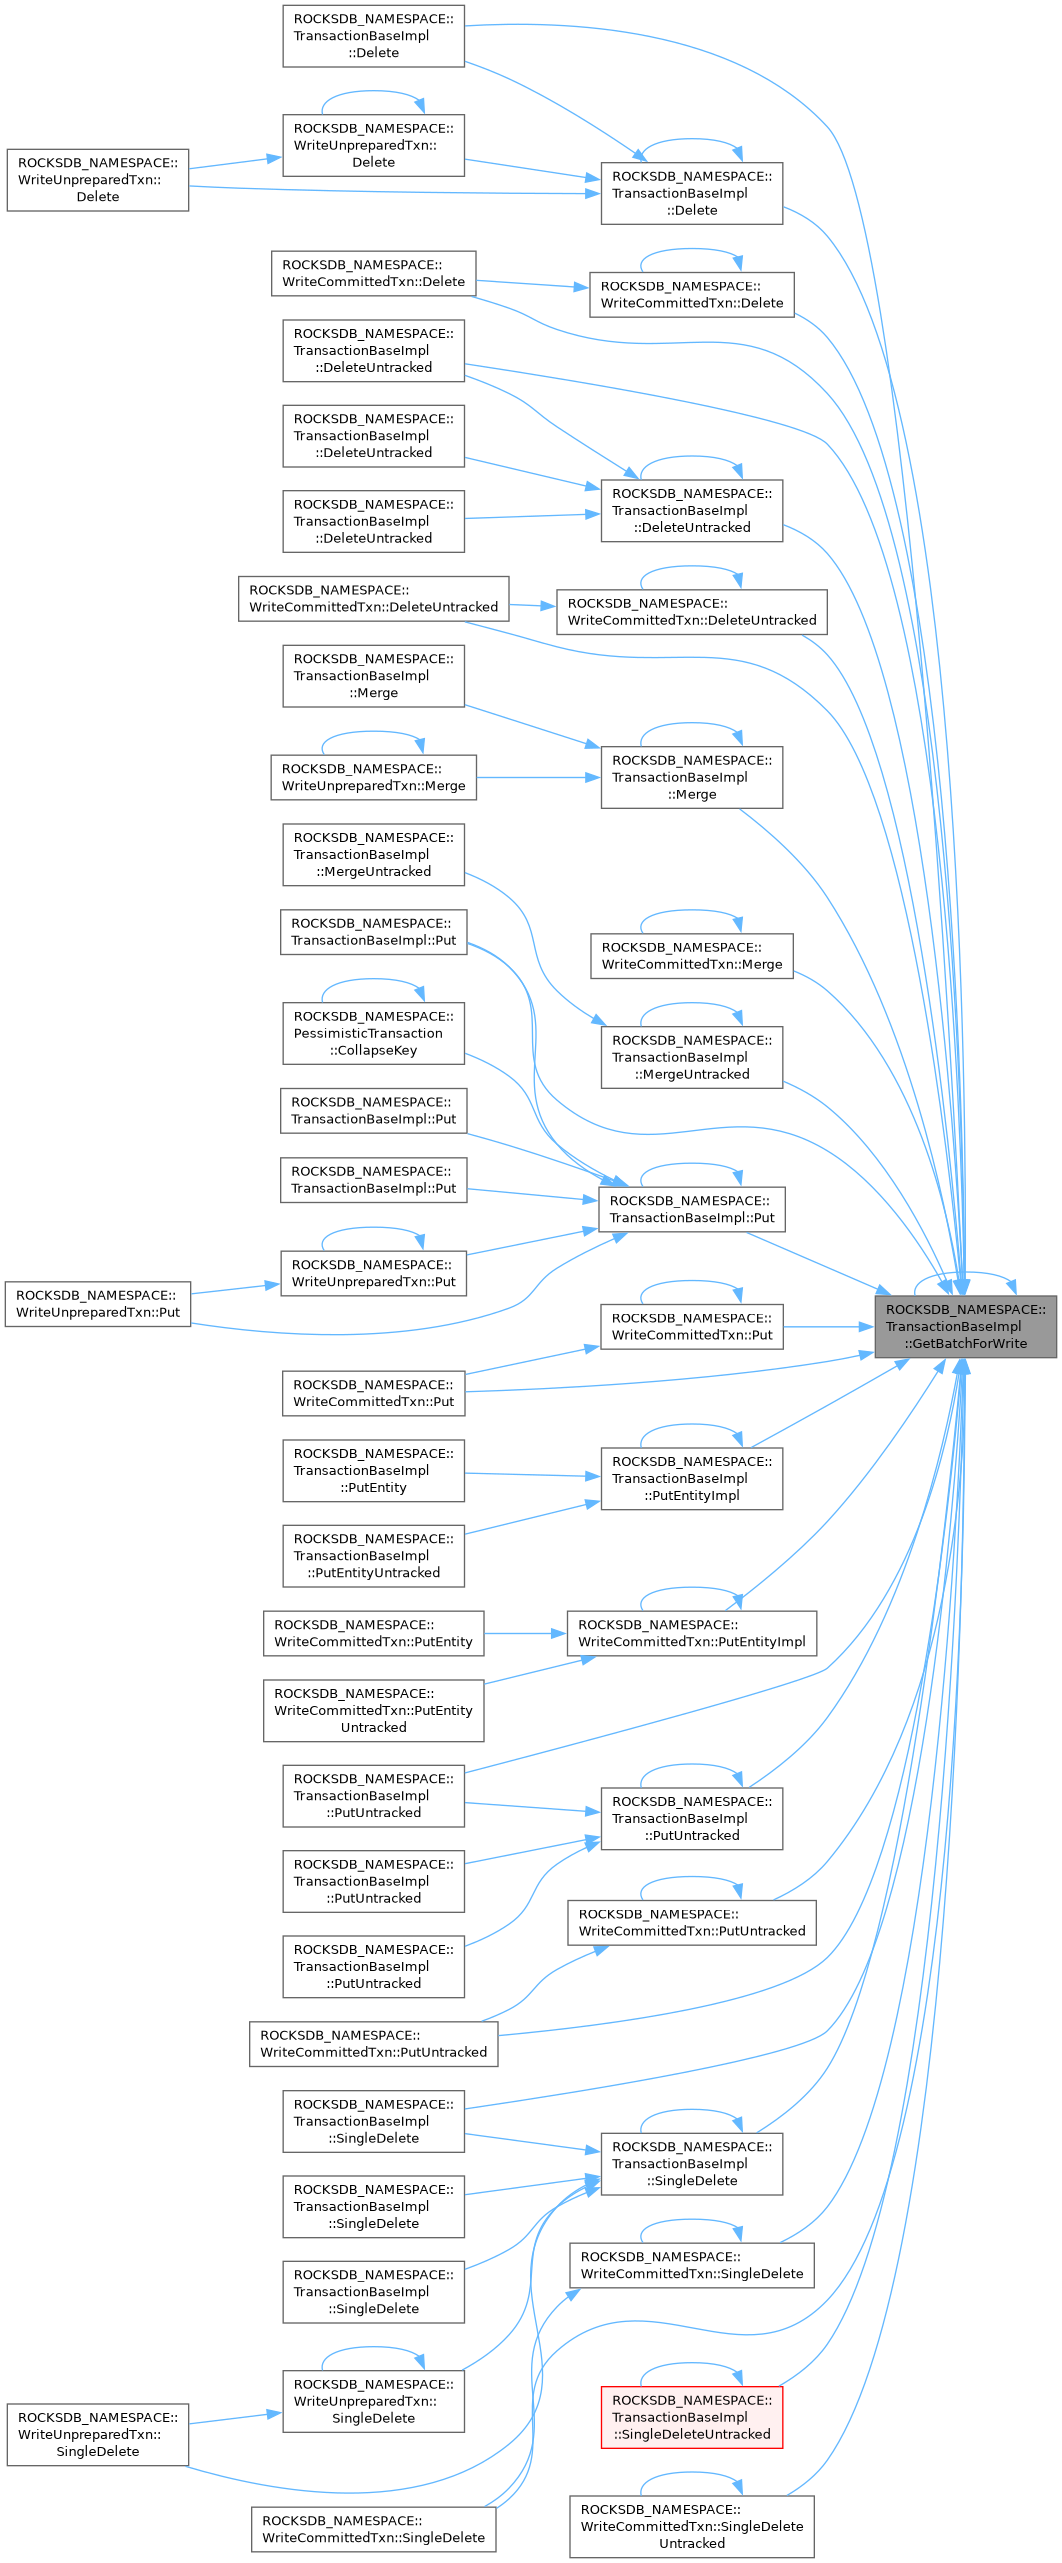 ROCKSDB_NAMESPACE::
TransactionBaseImpl
::Delete
ROCKSDB_NAMESPACE::
WriteUnpreparedTxn::
Delete
ROCKSDB_NAMESPACE::
WriteUnpreparedTxn::
Delete
ROCKSDB_NAMESPACE::
TransactionBaseImpl
::Delete
ROCKSDB_NAMESPACE::
WriteCommittedTxn::Delete
ROCKSDB_NAMESPACE::
WriteCommittedTxn::Delete
ROCKSDB_NAMESPACE::
TransactionBaseImpl
::DeleteUntracked
ROCKSDB_NAMESPACE::
TransactionBaseImpl
::DeleteUntracked
ROCKSDB_NAMESPACE::
TransactionBaseImpl
::DeleteUntracked
ROCKSDB_NAMESPACE::
TransactionBaseImpl
::DeleteUntracked
ROCKSDB_NAMESPACE::
WriteCommittedTxn::DeleteUntracked
ROCKSDB_NAMESPACE::
WriteCommittedTxn::DeleteUntracked
ROCKSDB_NAMESPACE::
TransactionBaseImpl
::Merge
ROCKSDB_NAMESPACE::
WriteUnpreparedTxn::Merge
ROCKSDB_NAMESPACE::
TransactionBaseImpl
::Merge
ROCKSDB_NAMESPACE::
TransactionBaseImpl
::MergeUntracked
ROCKSDB_NAMESPACE::
TransactionBaseImpl::Put
ROCKSDB_NAMESPACE::
WriteCommittedTxn::Merge
ROCKSDB_NAMESPACE::
PessimisticTransaction
::CollapseKey
ROCKSDB_NAMESPACE::
TransactionBaseImpl
::MergeUntracked
ROCKSDB_NAMESPACE::
TransactionBaseImpl::Put
ROCKSDB_NAMESPACE::
TransactionBaseImpl::Put
ROCKSDB_NAMESPACE::
TransactionBaseImpl::Put
ROCKSDB_NAMESPACE::
WriteUnpreparedTxn::Put
ROCKSDB_NAMESPACE::
WriteUnpreparedTxn::Put
ROCKSDB_NAMESPACE::
WriteCommittedTxn::Put
ROCKSDB_NAMESPACE::
TransactionBaseImpl
::GetBatchForWrite
ROCKSDB_NAMESPACE::
WriteCommittedTxn::Put
ROCKSDB_NAMESPACE::
TransactionBaseImpl
::PutEntity
ROCKSDB_NAMESPACE::
TransactionBaseImpl
::PutEntityImpl
ROCKSDB_NAMESPACE::
TransactionBaseImpl
::PutEntityUntracked
ROCKSDB_NAMESPACE::
WriteCommittedTxn::PutEntity
ROCKSDB_NAMESPACE::
WriteCommittedTxn::PutEntityImpl
ROCKSDB_NAMESPACE::
WriteCommittedTxn::PutEntity
Untracked
ROCKSDB_NAMESPACE::
TransactionBaseImpl
::PutUntracked
ROCKSDB_NAMESPACE::
TransactionBaseImpl
::PutUntracked
ROCKSDB_NAMESPACE::
TransactionBaseImpl
::PutUntracked
ROCKSDB_NAMESPACE::
WriteCommittedTxn::PutUntracked
ROCKSDB_NAMESPACE::
TransactionBaseImpl
::PutUntracked
ROCKSDB_NAMESPACE::
WriteCommittedTxn::PutUntracked
ROCKSDB_NAMESPACE::
TransactionBaseImpl
::SingleDelete
ROCKSDB_NAMESPACE::
TransactionBaseImpl
::SingleDelete
ROCKSDB_NAMESPACE::
TransactionBaseImpl
::SingleDelete
ROCKSDB_NAMESPACE::
WriteCommittedTxn::SingleDelete
ROCKSDB_NAMESPACE::
TransactionBaseImpl
::SingleDelete
ROCKSDB_NAMESPACE::
WriteUnpreparedTxn::
SingleDelete
ROCKSDB_NAMESPACE::
TransactionBaseImpl
::SingleDeleteUntracked
ROCKSDB_NAMESPACE::
WriteUnpreparedTxn::
SingleDelete
ROCKSDB_NAMESPACE::
WriteCommittedTxn::SingleDelete
ROCKSDB_NAMESPACE::
WriteCommittedTxn::SingleDelete
Untracked